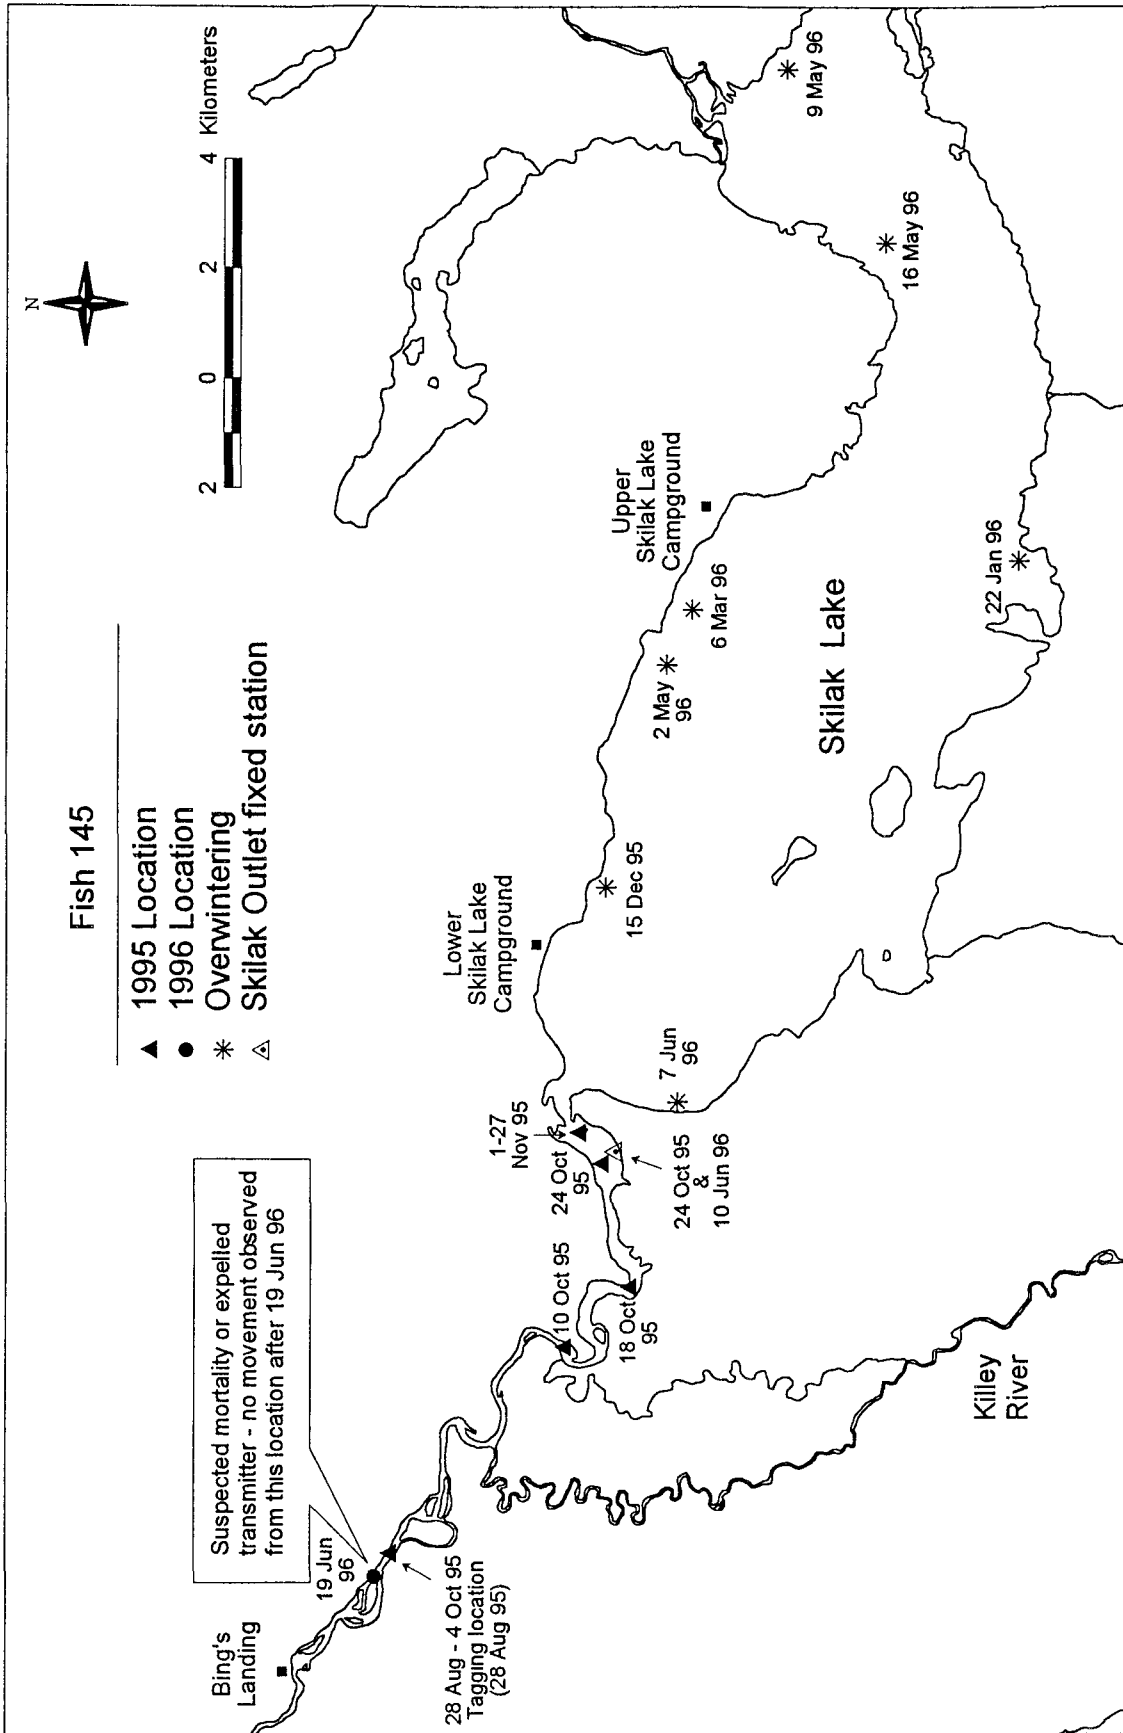 Fish 145
1995 Location
1996 Location
Overwintering
Skilak Outlet fixed station
N
2
0
2
4
Kilometers
Bing's
Landing
Suspected mortality or expelled
transmitter - no movement observed
from this location after 19 Jun 96
19 Jun
96
28 Aug - 4 Oct 95
Tagging location
(28 Aug 95)
10 Oct 95
18 Oct
95
24 Oct
95
1-27
Nov 95
24 Oct 95
&
10 Jun 96
7 Jun
96
Lower
Skilak Lake
Campground
15 Dec 95
2 May
96
6 Mar 96
Upper
Skilak Lake
Campground
Skilak Lake
22 Jan 96
16 May 96
9 May 96
Killey
River